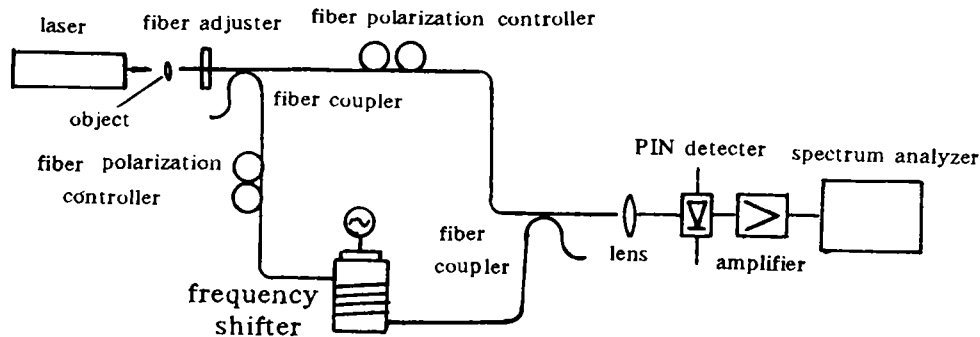 laser
fiber adjuster
fiber polarization controller
object
fiber coupler
fiber polarization
controller
PIN detecter
spectrum analyzer
fiber
coupler
lens
amplifier
frequency
shifter